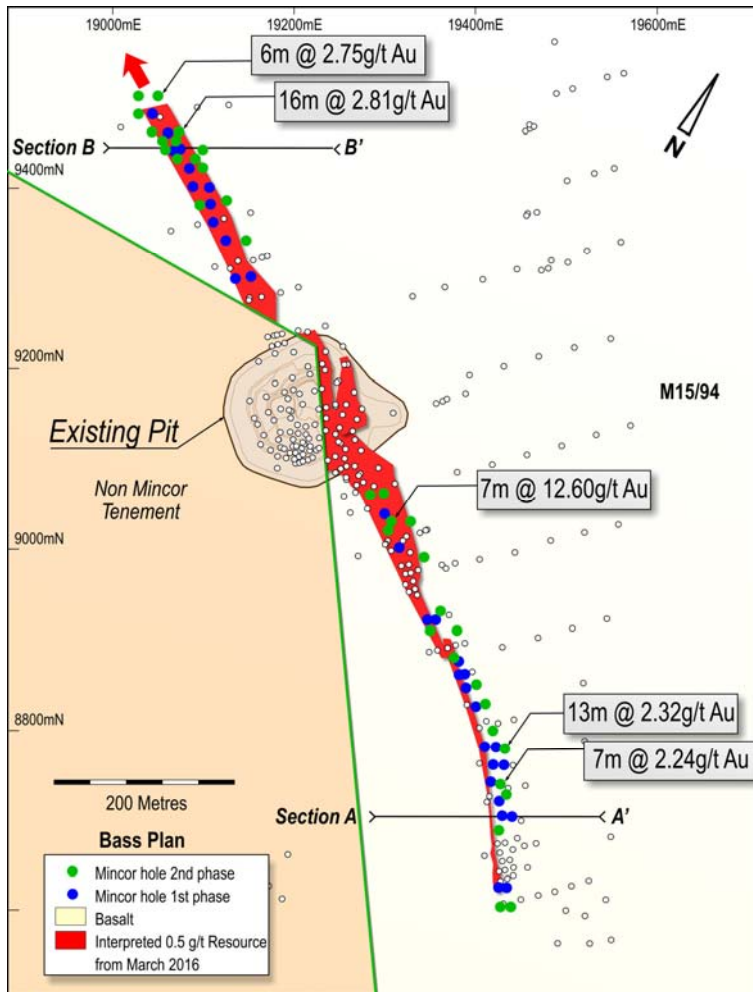 19000mE
19200mE
19400mE
19600mE
6m @ 2.75g/t Au
16m @ 2.81g/t Au
N
Section B
B'
9400mN
9200mN
M15/94
Existing Pit
Non Mincor
Tenement
7m @ 12.60g/t Au
9000mN
8800mN
13m @ 2.32g/t Au
7m @ 2.24g/t Au
200 Metres
Section A
A'
Bass Plan
Mincor hole 2nd phase
Mincor hole 1st phase
Basalt
Interpreted 0.5 g/t Resource
from March 2016